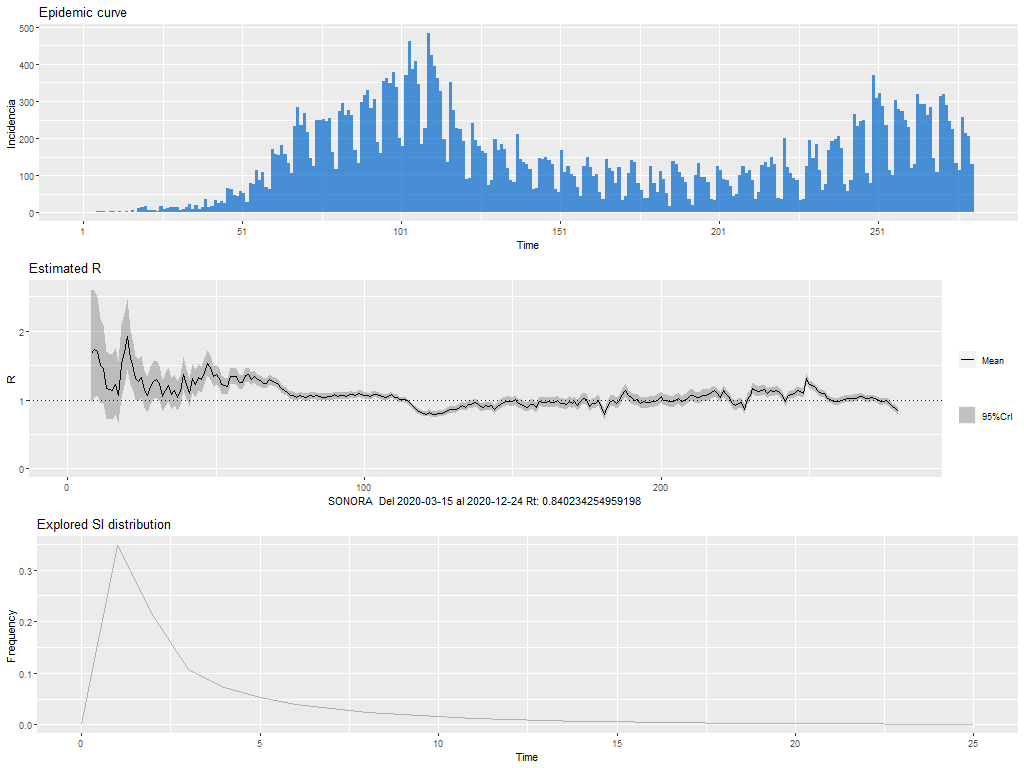 Epidemic curve
500
400
300
200
100
0
Incidencia
1 51 101 151 201 251
Time
Estimated R
2
1
0
R
Mean
95%CrI
0 100 200
SONORA Del 2020-03-15 al 2020-12-24 Rt: 0.840234254959198
Explored SI distribution
0.3
0.2
0.1
0.0
Frequency
0 5 10 15 20 25
Time